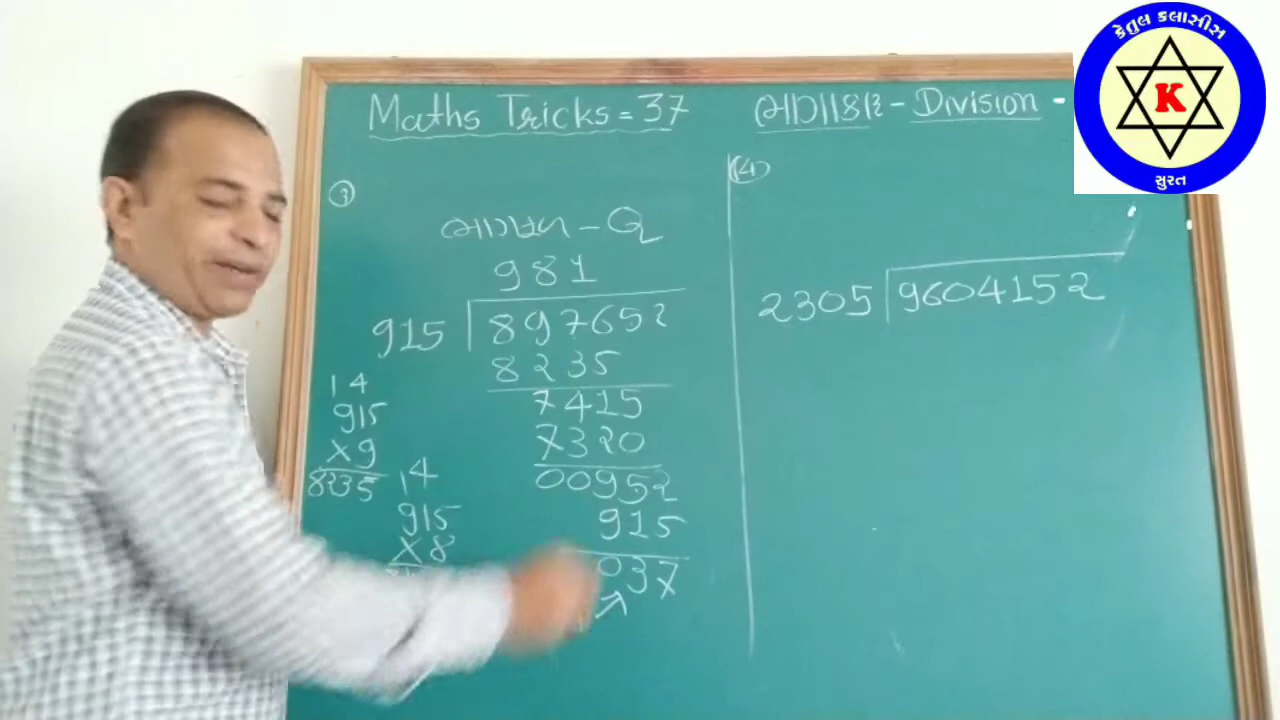 Maths Tricks = 37
ભાગાકાર - Division -
કેતુલ કલાસીસ
K
સુરત
(3)
ભાગફળ - Q
981
915 897652
8235
7415
7320
00952
915
037
14
915
x9
8235
14
915
x8
(4)
2305 9604152